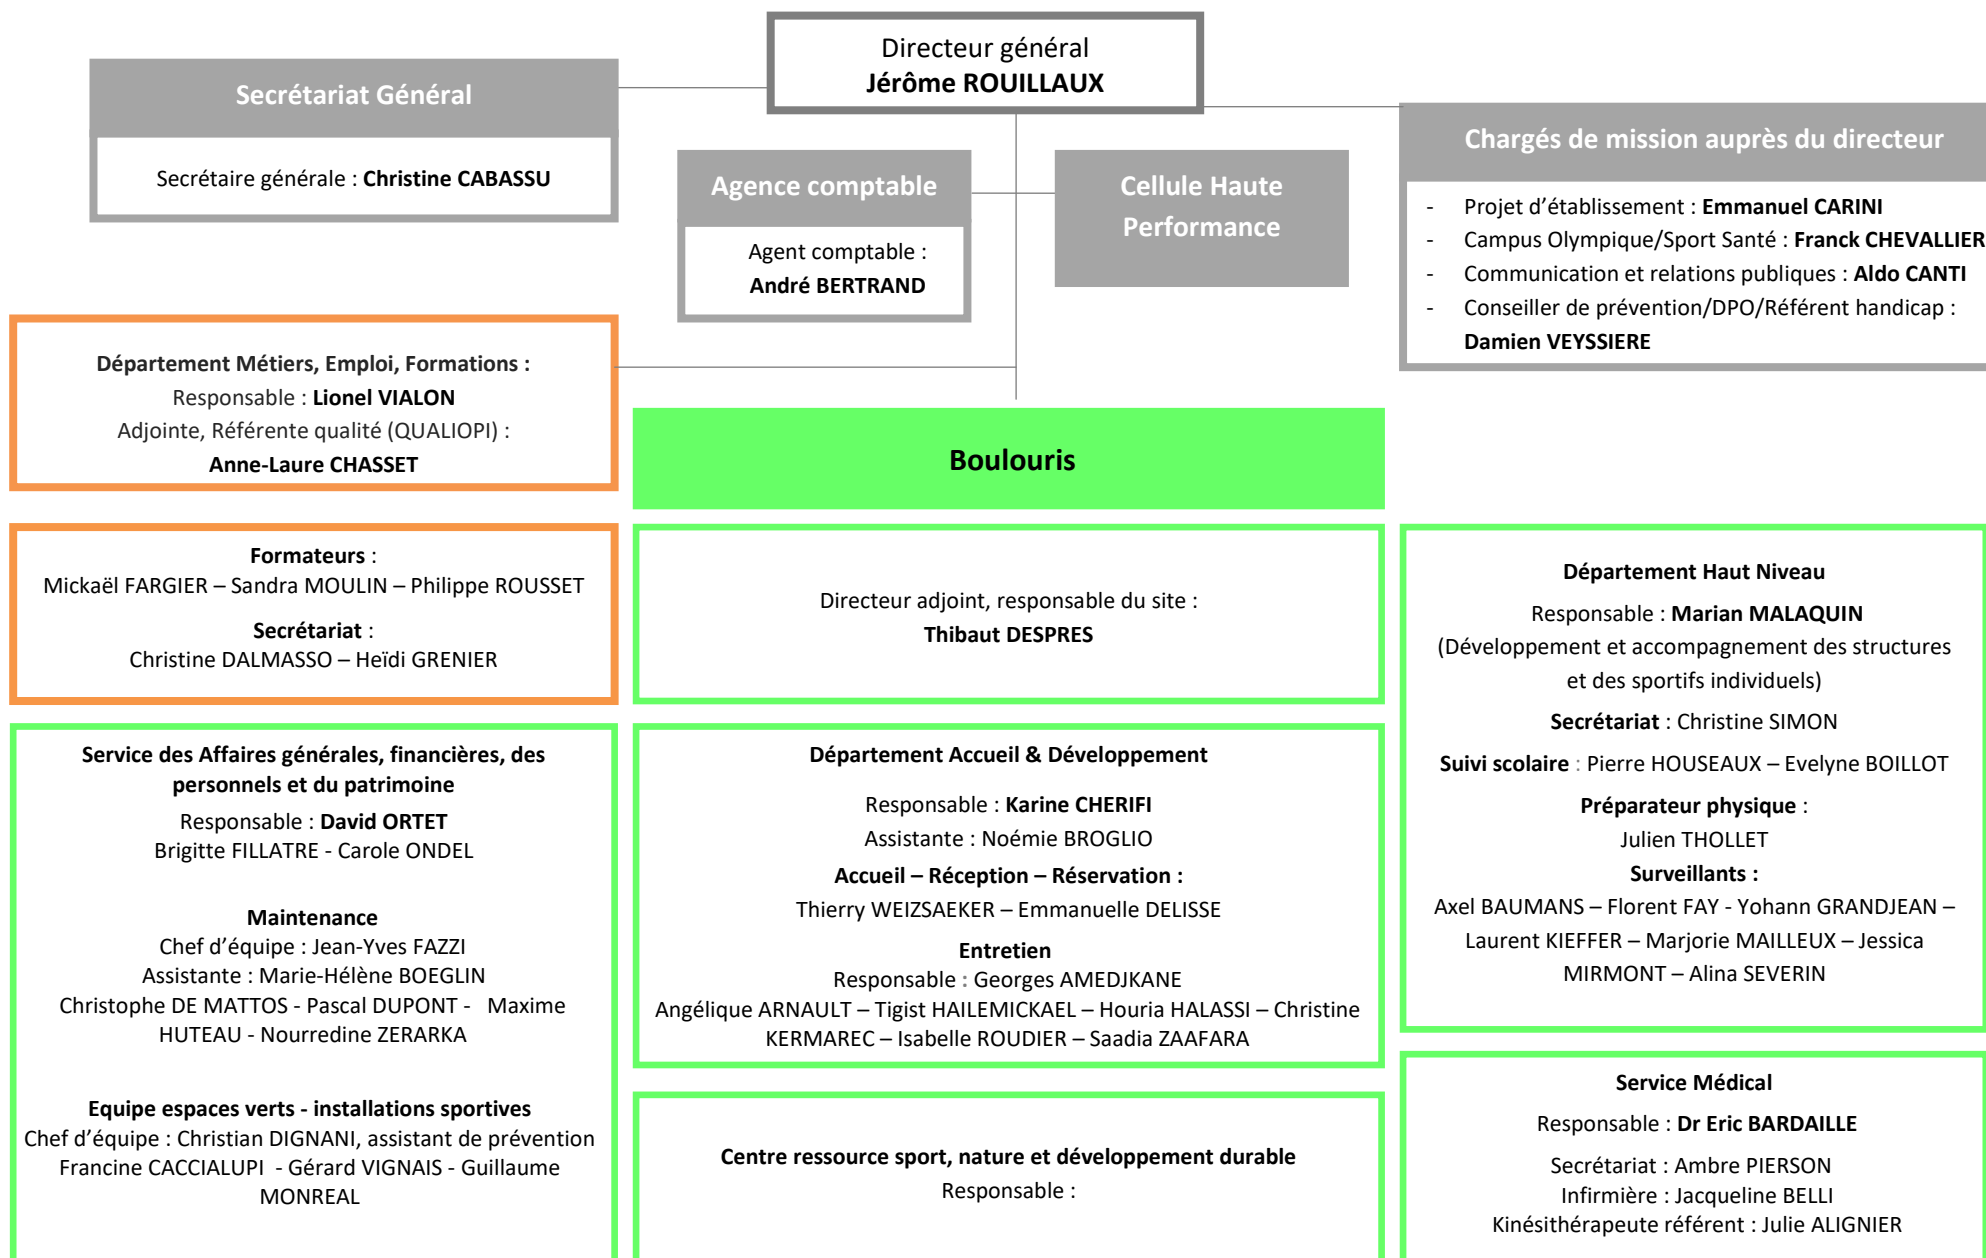 Directeur général
Jérôme ROUILLAUX
Secrétariat Général
Secrétaire générale : Christine CABASSU
Agence comptable
Agent comptable :
André BERTRAND
Cellule Haute
Performance
Chargés de mission auprès du directeur
- Projet d'établissement : Emmanuel CARINI
- Campus Olympique/Sport Santé : Franck CHEVALLIER
- Communication et relations publiques : Aldo CANTI
- Conseiller de prévention/DPO/Référent handicap :
Damien VEYSSIERE
Département Métiers, Emploi, Formations :
Responsable : Lionel VIALON
Adjointe, Référente qualité (QUALIOPI) :
Anne-Laure CHASSET
Boulouris
Formateurs :
Mickaël FARGIER – Sandra MOULIN – Philippe ROUSSET
Secrétariat :
Christine DALMASSO – Heïdi GRENIER
Directeur adjoint, responsable du site :
Thibaut DESPRES
Département Haut Niveau
Responsable : Marian MALAQUIN
(Développement et accompagnement des structures
et des sportifs individuels)
Secrétariat : Christine SIMON
Suivi scolaire : Pierre HOUSEAUX – Evelyne BOILLOT
Préparateur physique :
Julien THOLLET
Surveillants :
Axel BAUMANS – Florent FAY - Yohann GRANDJEAN –
Laurent KIEFFER – Marjorie MAILLEUX – Jessica
MIRMONT – Alina SEVERIN
Service des Affaires générales, financières, des
personnels et du patrimoine
Responsable : David ORTET
Brigitte FILLATRE - Carole ONDEL
Maintenance
Chef d'équipe : Jean-Yves FAZZI
Assistante : Marie-Hélène BOEGLIN
Christophe DE MATTOS - Pascal DUPONT - Maxime
HUTEAU - Nourredine ZERARKA
Equipe espaces verts - installations sportives
Chef d'équipe : Christian DIGNANI, assistant de prévention
Francine CACCIALUPI - Gérard VIGNAIS - Guillaume
MONREAL
Département Accueil & Développement
Responsable : Karine CHERIFI
Assistante : Noémie BROGLIO
Accueil – Réception – Réservation :
Thierry WEIZSAEKER – Emmanuelle DELISSE
Entretien
Responsable : Georges AMEDJKANE
Angélique ARNAULT – Tigist HAILEMICKAEL – Houria HALASSI – Christine
KERMAREC – Isabelle ROUDIER – Saadia ZAAFARA
Centre ressource sport, nature et développement durable
Responsable :
Service Médical
Responsable : Dr Eric BARDAILLE
Secrétariat : Ambre PIERSON
Infirmière : Jacqueline BELLI
Kinésithérapeute référent : Julie ALIGNIER